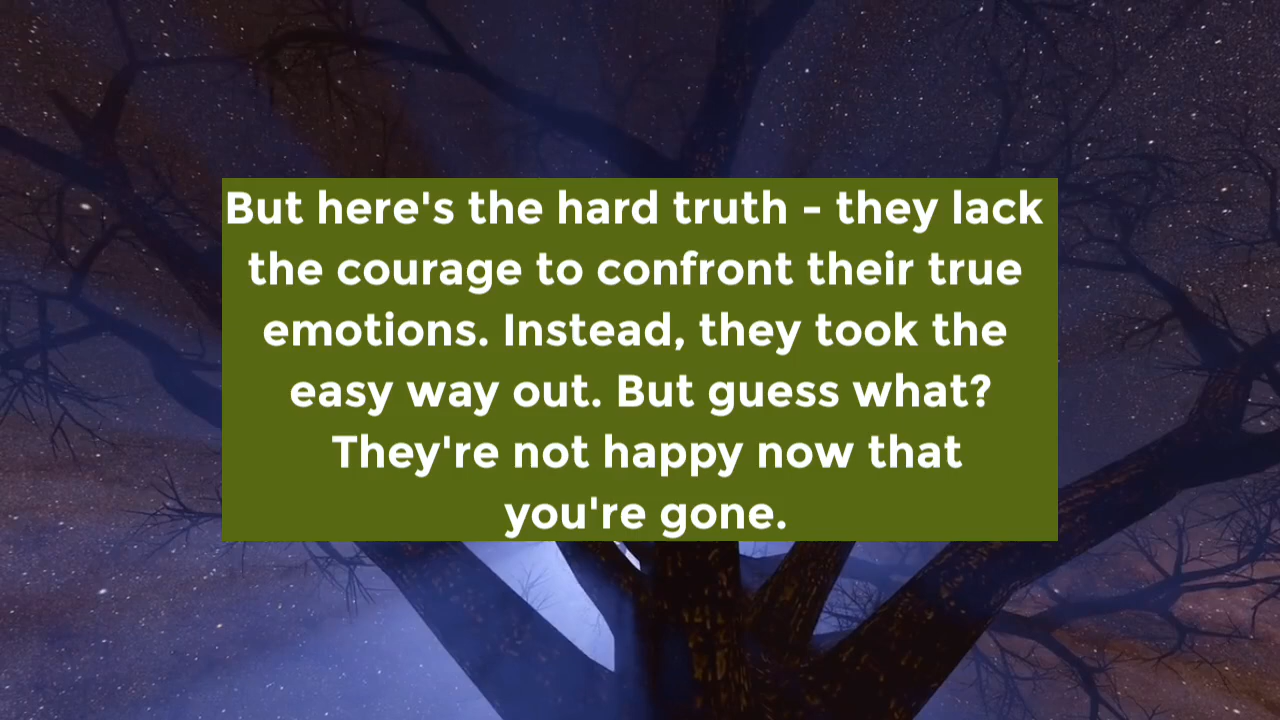 But here's the hard truth - they lack
the courage to confront their true
emotions. Instead, they took the
easy way out. But guess what?
They're not happy now that
you're gone.